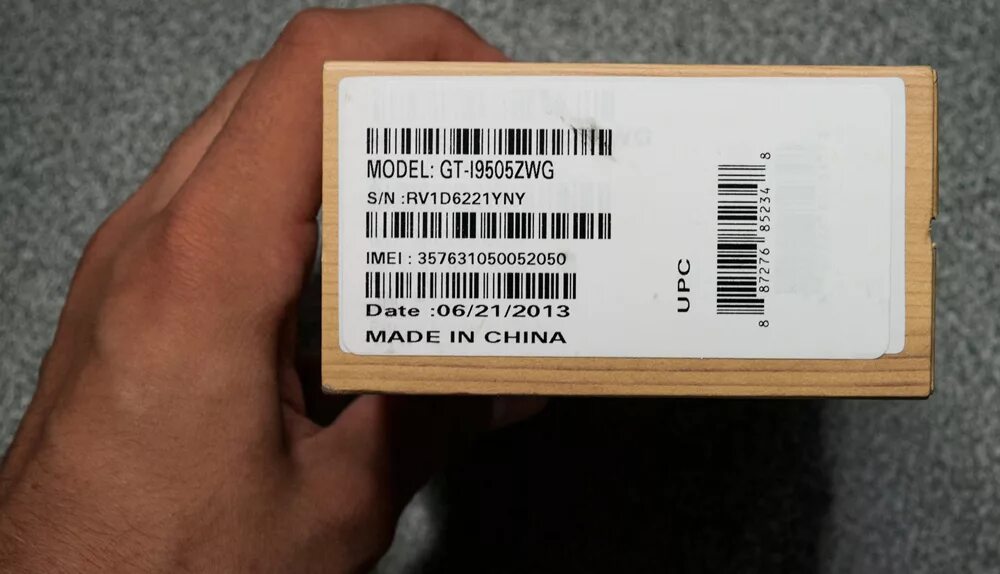 MODEL: GT-I9505ZWG
S/N :RV1D6221YNY
IMEI : 357631050052050
Date :06/21/2013
MADE IN CHINA
UPC
8 87276 85234 8